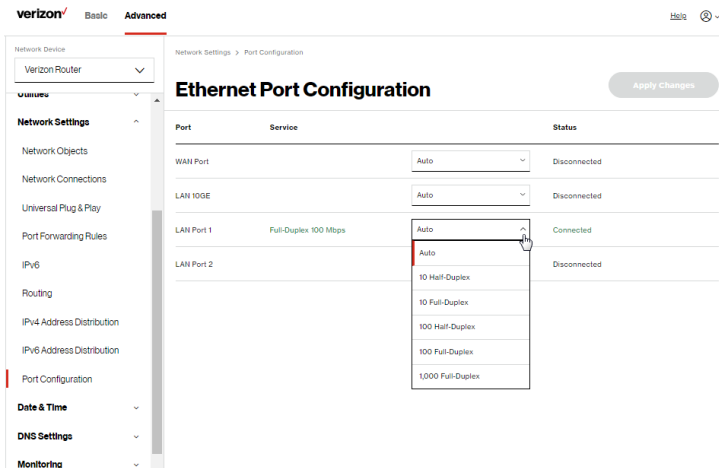 verizon✓ Basic Advanced Help
Network Device
Verizon Router
Utilities
Network Settings
Network Objects
Network Connections
Universal Plug & Play
Port Forwarding Rules
IPv6
Routing
IPv4 Address Distribution
IPv6 Address Distribution
Port Configuration
Date & Time
DNS Settings
Monitoring
Network Settings > Port Configuration
Ethernet Port Configuration
Apply Changes
Port Service Status
WAN Port Auto Disconnected
LAN 10GE Auto Disconnected
LAN Port 1 Full-Duplex 100 Mbps Auto Connected
LAN Port 2 Disconnected
Auto
10 Half-Duplex
10 Full-Duplex
100 Half-Duplex
100 Full-Duplex
1,000 Full-Duplex